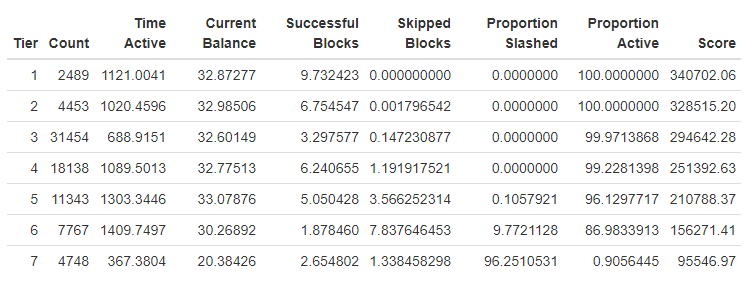 Time Current Successful Skipped Proportion Proportion
Tier Count Active Balance Blocks Blocks Slashed Active Score
1 2489 1121.0041 32.87277 9.732423 0.000000000 0.0000000 100.0000000 340702.06
2 4453 1020.4596 32.98506 6.754547 0.001796542 0.0000000 100.0000000 328515.20
3 31454 688.9151 32.60149 3.297577 0.147230877 0.0000000 99.9713868 294642.28
4 18138 1089.5013 32.77513 6.240655 1.191917521 0.0000000 99.2281398 251392.63
5 11343 1303.3446 33.07876 5.050428 3.566252314 0.1057921 96.1297717 210788.37
6 7767 1409.7497 30.26892 1.878460 7.837646453 9.7721128 86.9833913 156271.41
7 4748 367.3804 20.38426 2.654802 1.338458298 96.2510531 0.9056445 95546.97